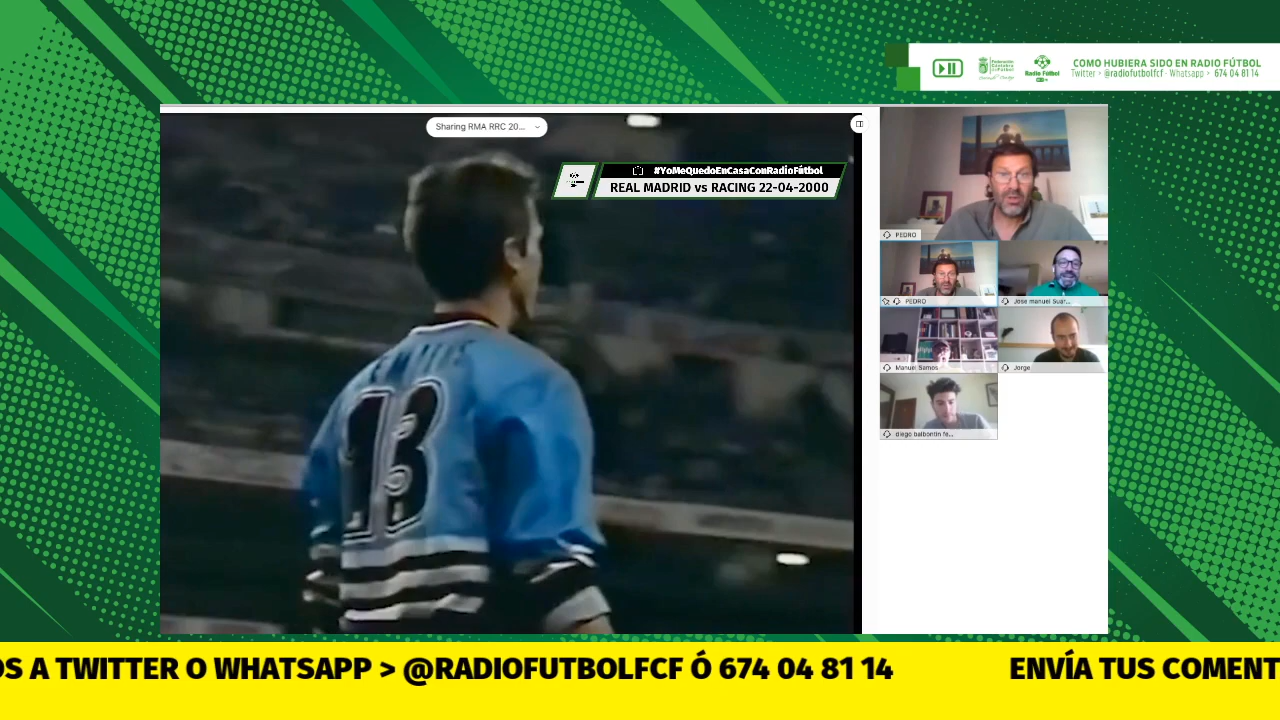 COMO HUBIERA SIDO EN RADIO FÚTBOL
Twitter > @radiofutbolfcf - Whatsapp > 674 04 81 14
Radio Fútbol
Sharing RMA RRC 20...
#YoMeQuedoEnCasaConRadioFútbol
REAL MADRID vs RACING 22-04-2000
PEDRO
PEDRO
Jose manuel Suar...
Manuel Samos
Jorge
diego balbontin fe...
13
OS A TWITTER O WHATSAPP > @RADIOFUTBOLFCF Ó 674 04 81 14
ENVÍA TUS COMENT